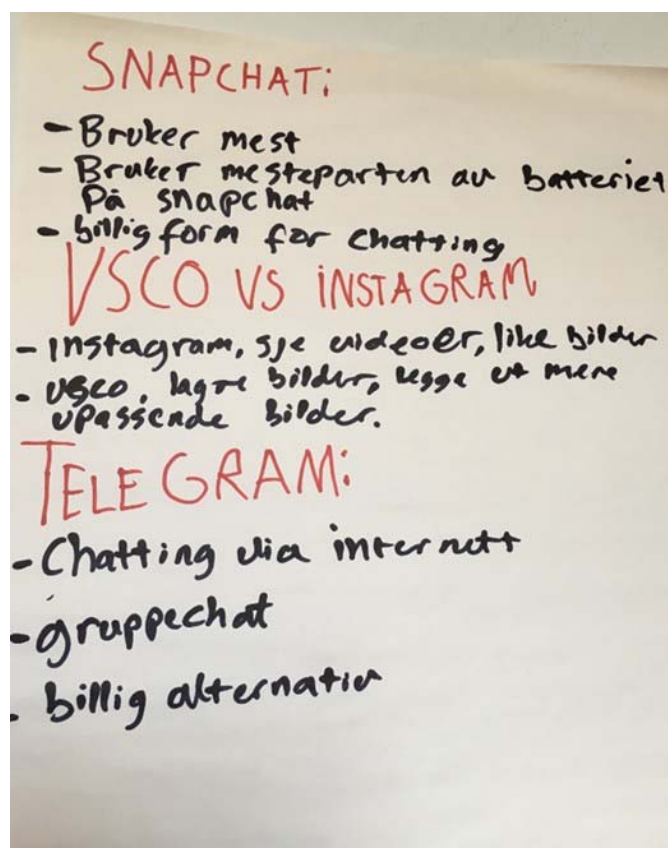 SNAPCHAT:
- Bruker mest
- Bruker mesteparten av batteriet
På snapchat
- billig form for chatting
VSCO VS INSTAGRAM
- Instagram, sje videoer, like bilder
- vsco, lagre bilder, legge ut mere
upassende bilder.
TELEGRAM:
- Chatting via internett
- gruppechat
- billig alternativ